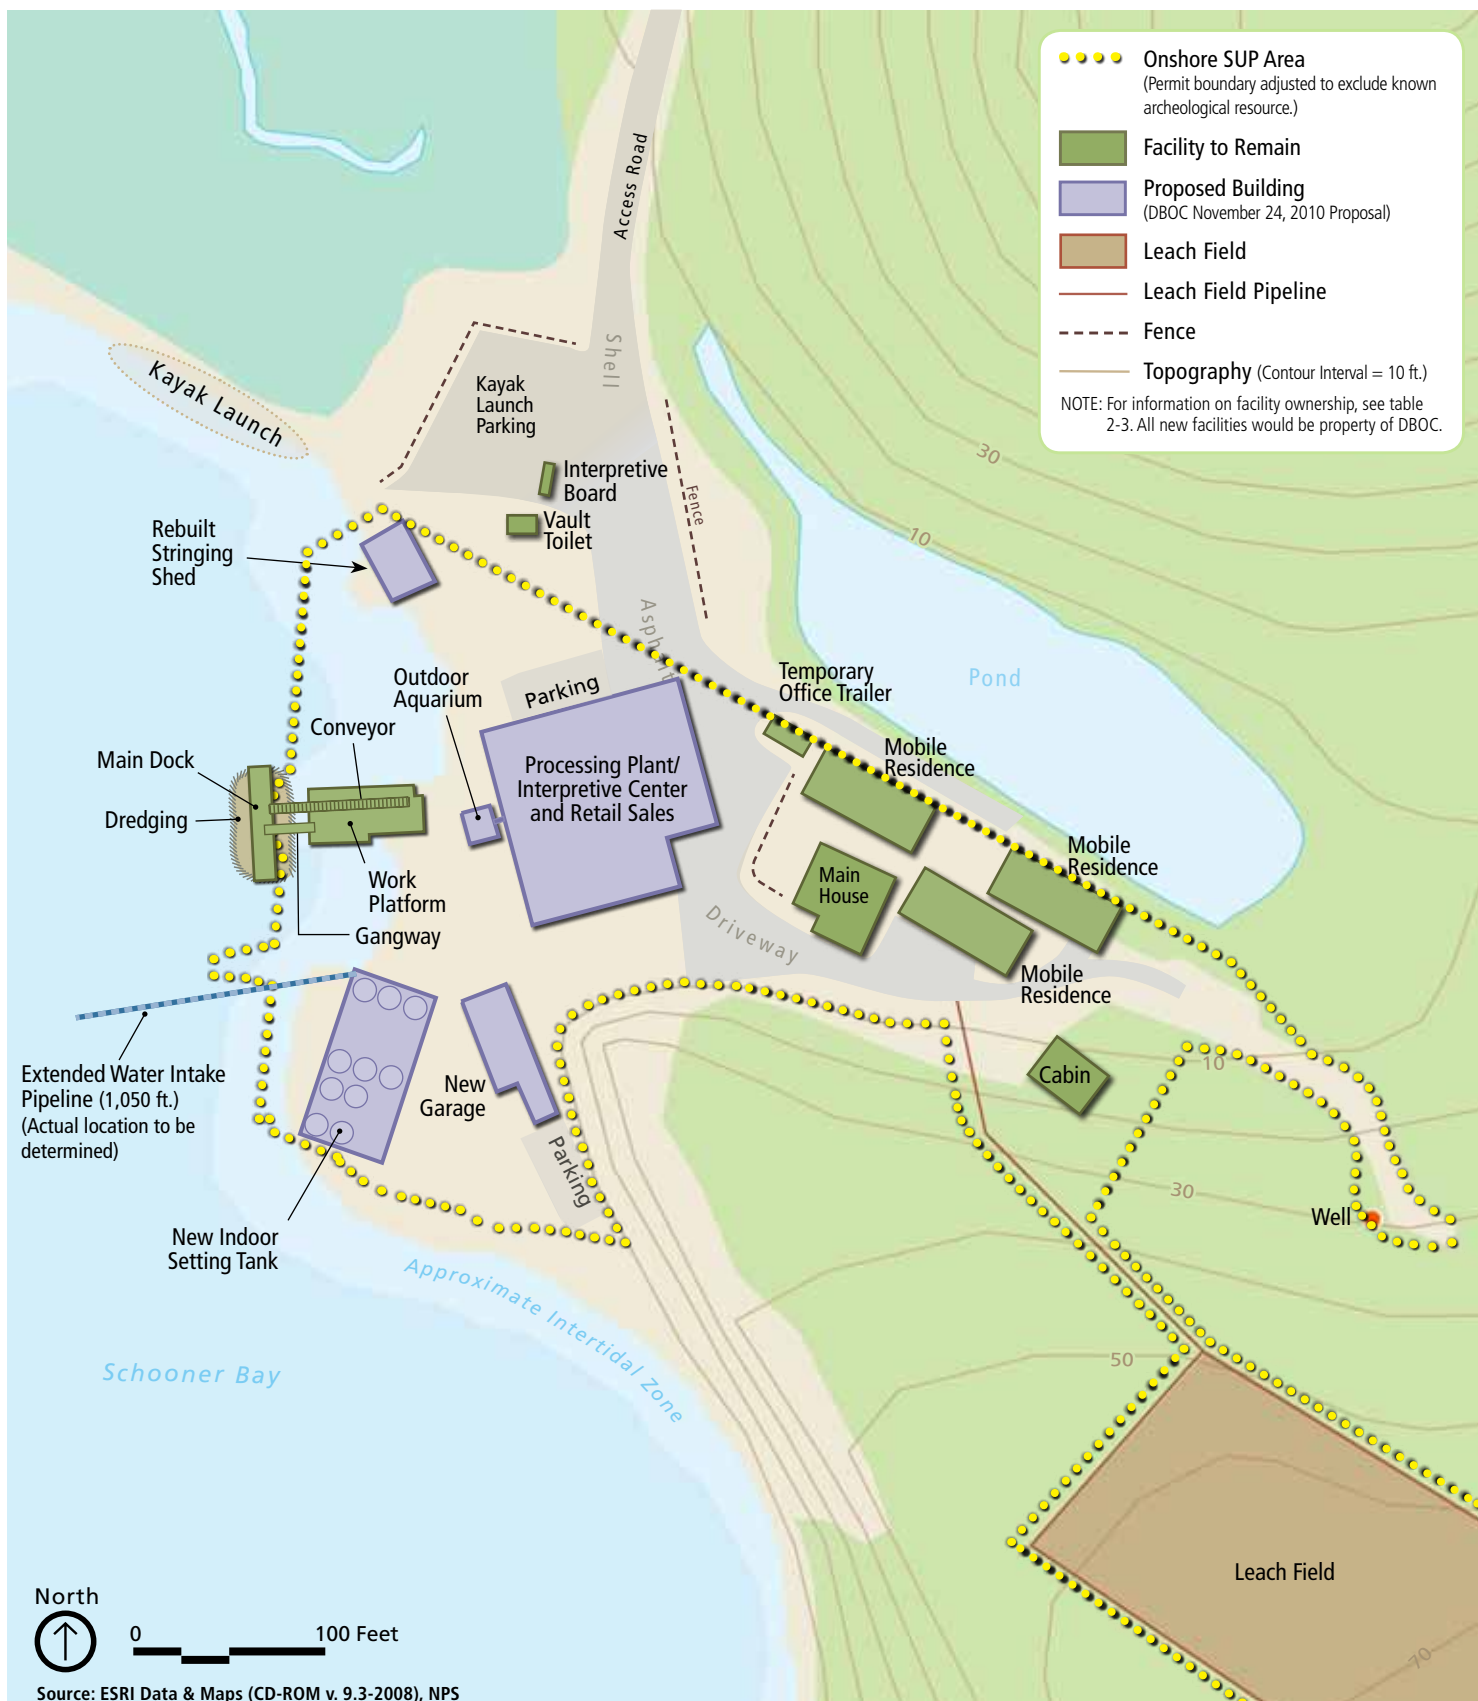 Onshore SUP Area
(Permit boundary adjusted to exclude known
archeological resource.)
Facility to Remain
Proposed Building
(DBOC November 24, 2010 Proposal)
Leach Field
Leach Field Pipeline
Fence
Topography (Contour Interval = 10 ft.)
NOTE: For information on facility ownership, see table
2-3. All new facilities would be property of DBOC.
Access Road
Shell
Kayak Launch
Kayak
Launch
Parking
Interpretive
Board
Fence
Vault
Toilet
30
10
Rebuilt
Stringing
Shed
Asphalt
Pond
Temporary
Office Trailer
Outdoor
Aquarium
Parking
Conveyor
Main Dock
Mobile
Residence
Processing Plant/
Interpretive Center
and Retail Sales
Dredging
Mobile
Residence
Main
House
Work
Platform
Gangway
Driveway
Mobile
Residence
Extended Water Intake
Pipeline (1,050 ft.)
(Actual location to be
determined)
New
Garage
Cabin
10
Parking
30
Well
New Indoor
Setting Tank
Approximate Intertidal Zone
Schooner Bay
50
Leach Field
70
North
0
100 Feet
Source: ESRI Data & Maps (CD-ROM v. 9.3-2008), NPS